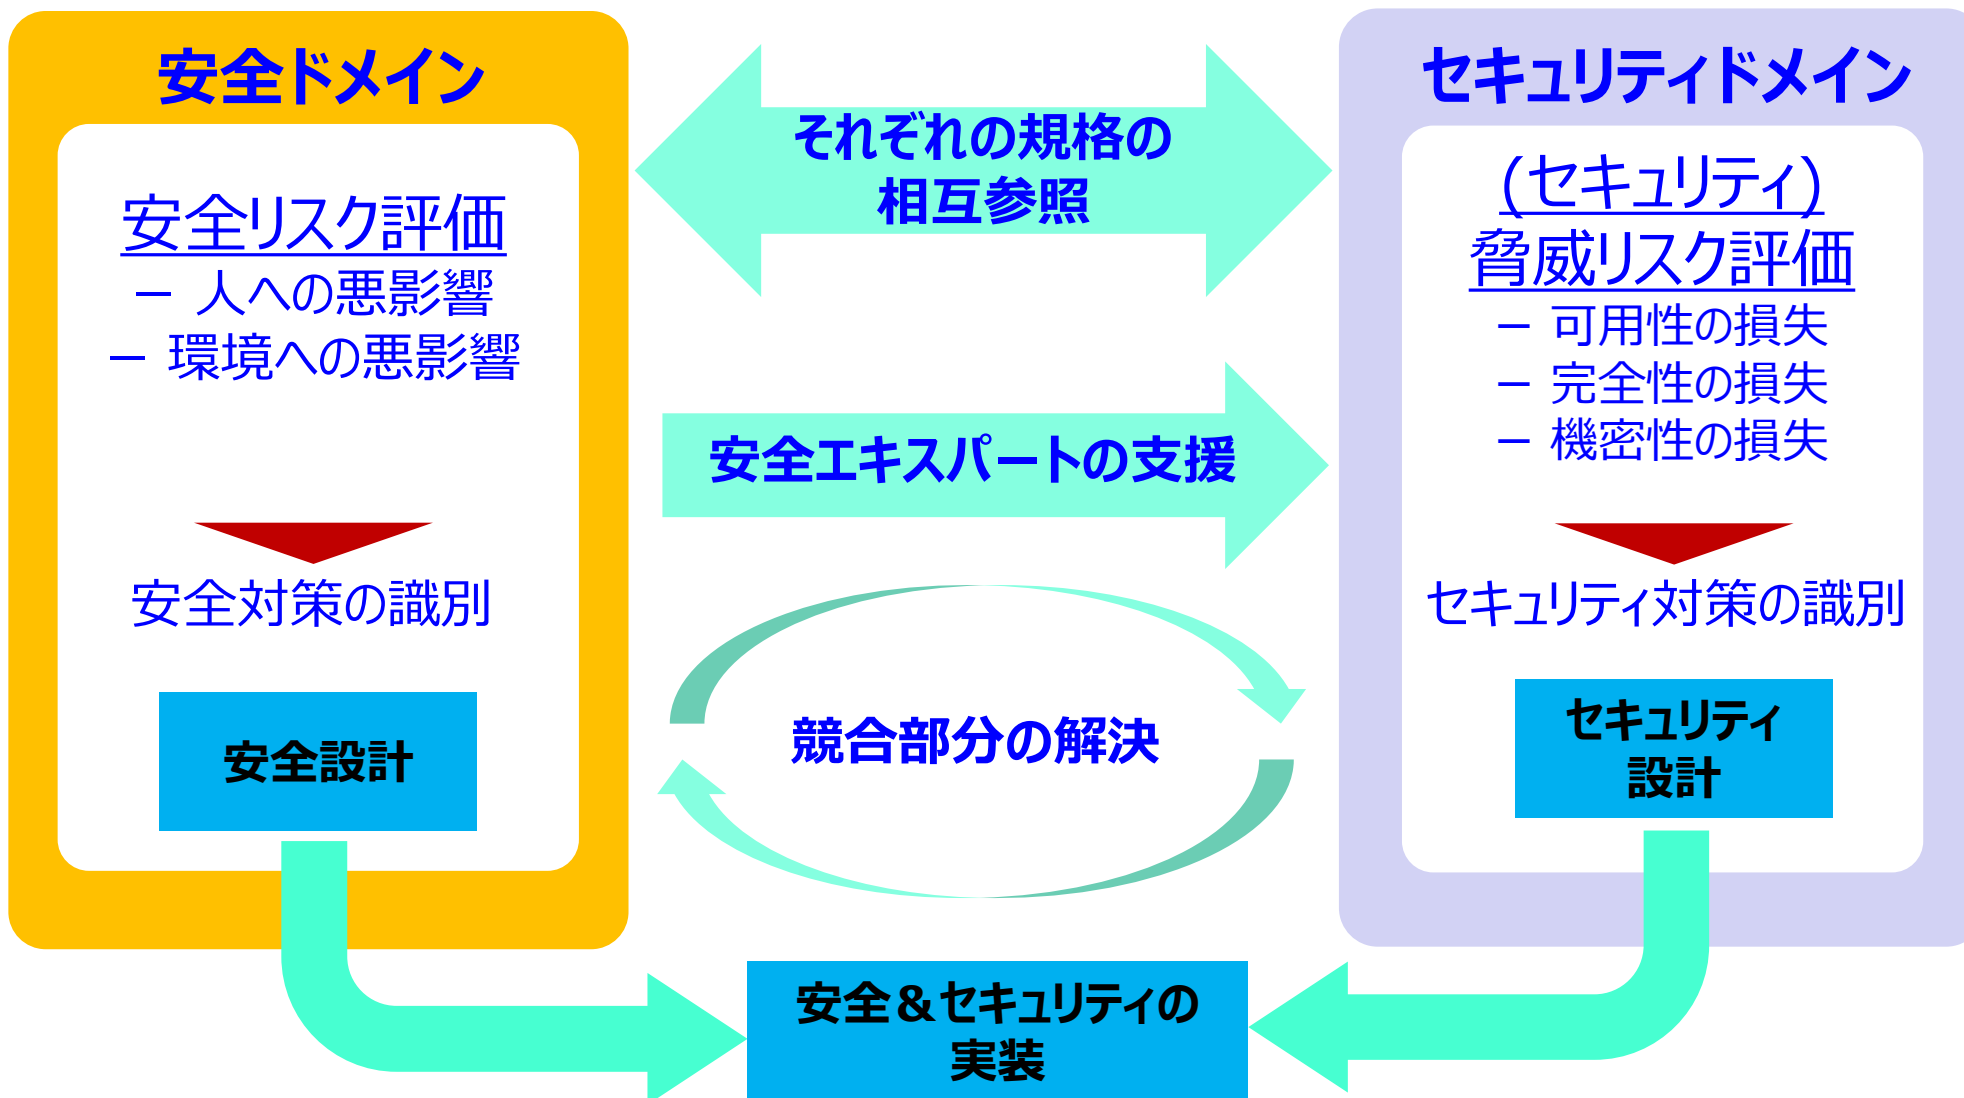 安全ドメイン
安全リスク評価
－ 人への悪影響
－ 環境への悪影響
安全対策の識別
安全設計
それぞれの規格の
相互参照
安全エキスパートの支援
競合部分の解決
セキュリティドメイン
(セキュリティ)
脅威リスク評価
－ 可用性の損失
－ 完全性の損失
－ 機密性の損失
セキュリティ対策の識別
セキュリティ
設計
安全＆セキュリティの
実装